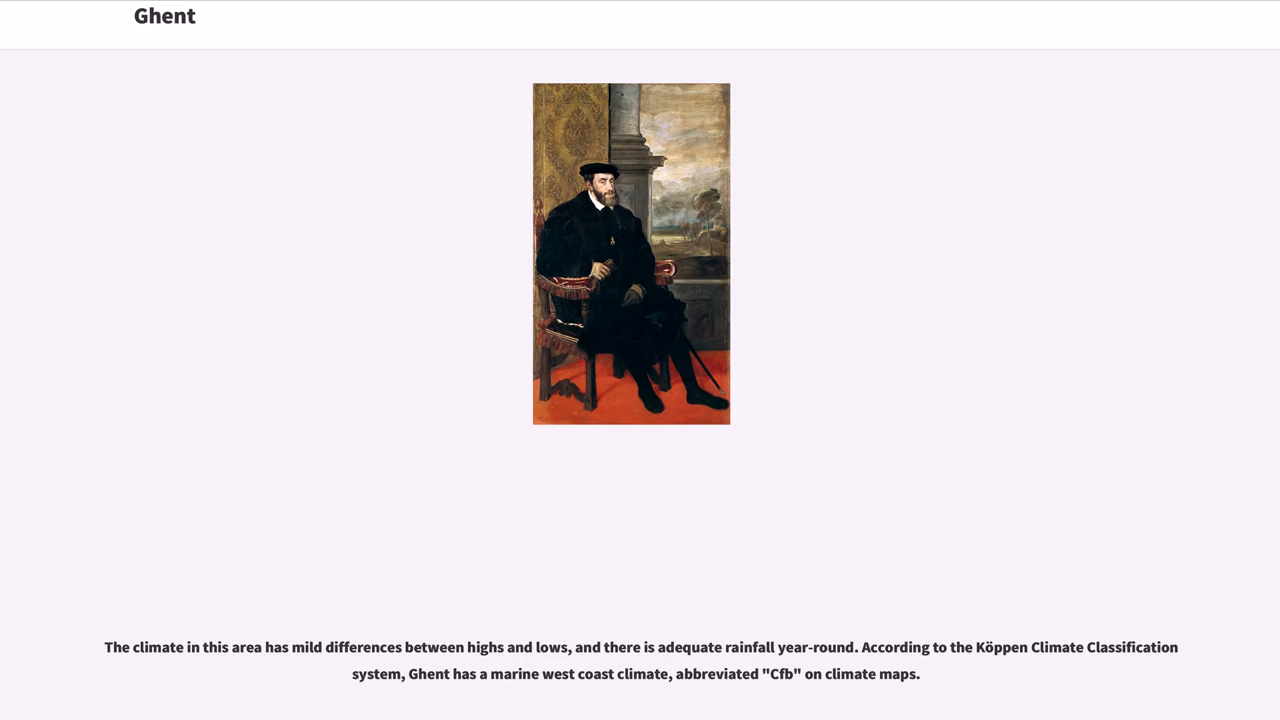 Ghent
The climate in this area has mild differences between highs and lows, and there is adequate rainfall year-round. According to the Köppen Climate Classification
system, Ghent has a marine west coast climate, abbreviated "Cfb" on climate maps.